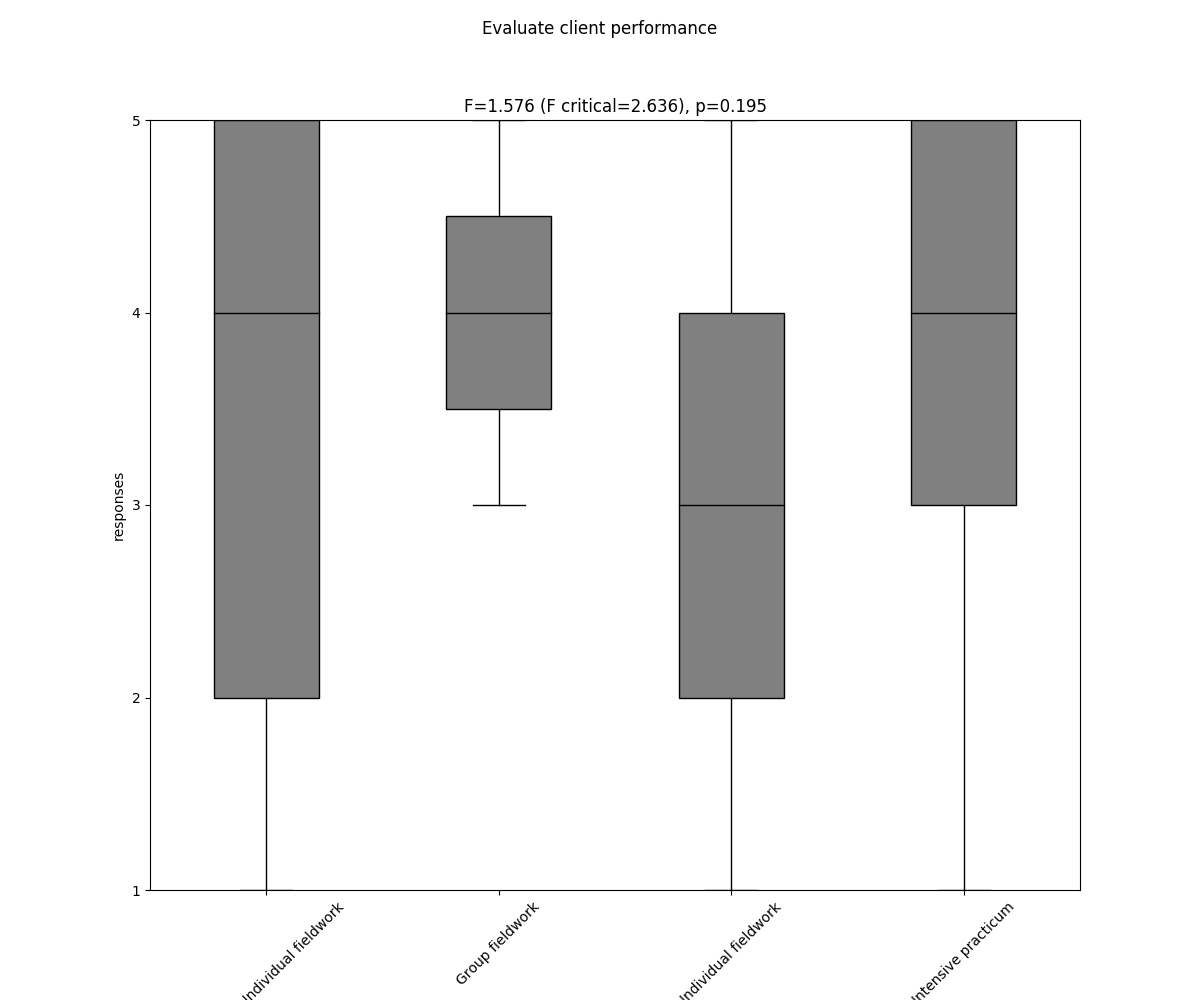 Evaluate client performance
F=1.576 (F critical=2.636), p=0.195
5
4
3
2
1
responses
Individual fieldwork
Group fieldwork
Individual fieldwork
Intensive practicum